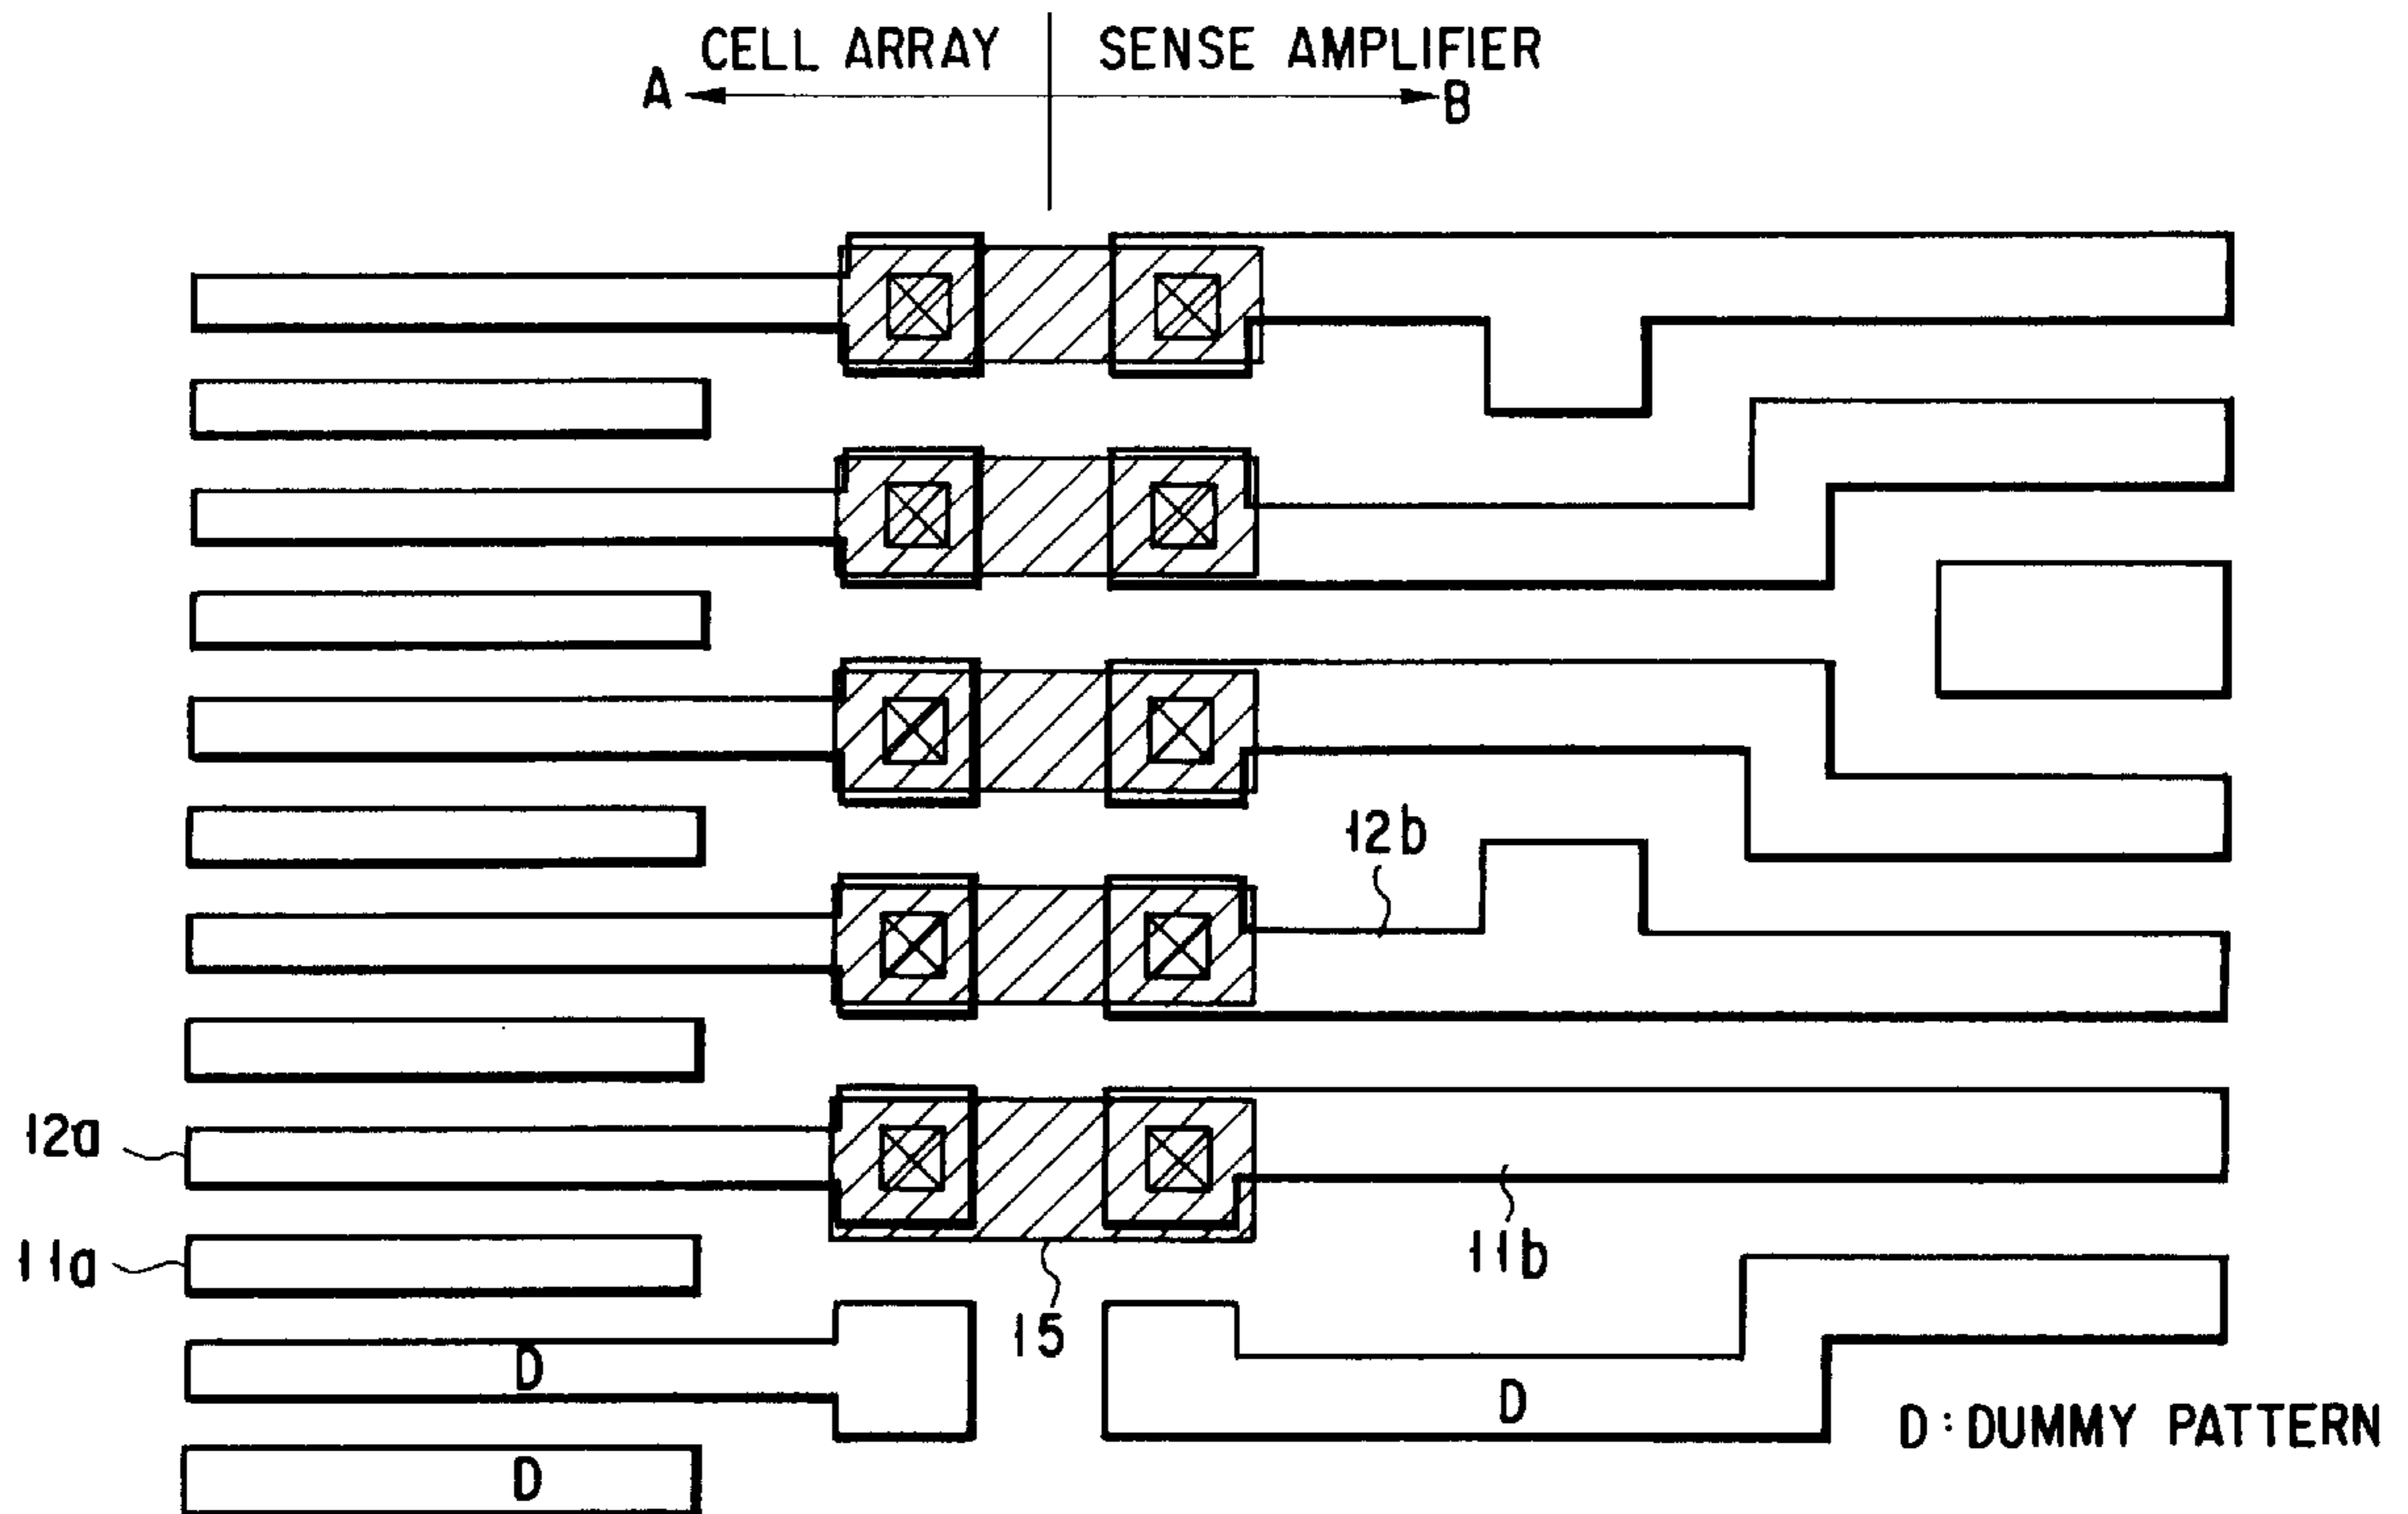 CELL ARRAY SENSE AMPLIFIER
A B
12b
12a
11b
11a
15
D
D
D : DUMMY PATTERN
D